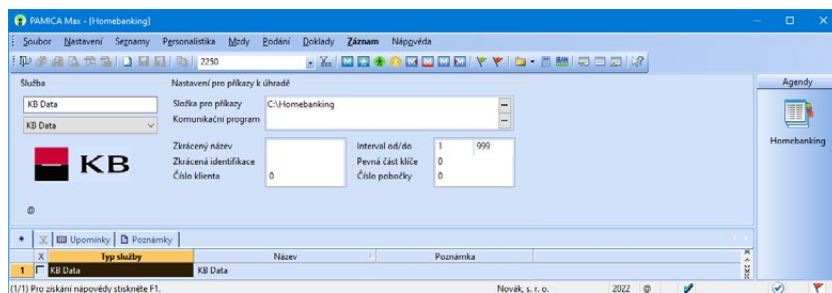 PAMICA Max - [Homebanking]
Soubor Nastavení Seznamy Personalistika Mzdy Podání Doklady Záznam Nápověda
2250
Služba Nastavení pro příkazy k úhradě Agendy
KB Data Složka pro příkazy C:\Homebanking
KB Data Komunikační program
Homebanking
Zkrácený název Interval od/do 1 999
KB Zkrácená identifikace Pevná část klíče 0
Číslo klienta 0 Číslo pobočky 0
@
Upomínky Poznámky
X Typ služby Název Poznámka
1 KB Data KB Data
(1/1) Pro získání nápovědy stiskněte F1. Novák, s. r. o. 2022 @